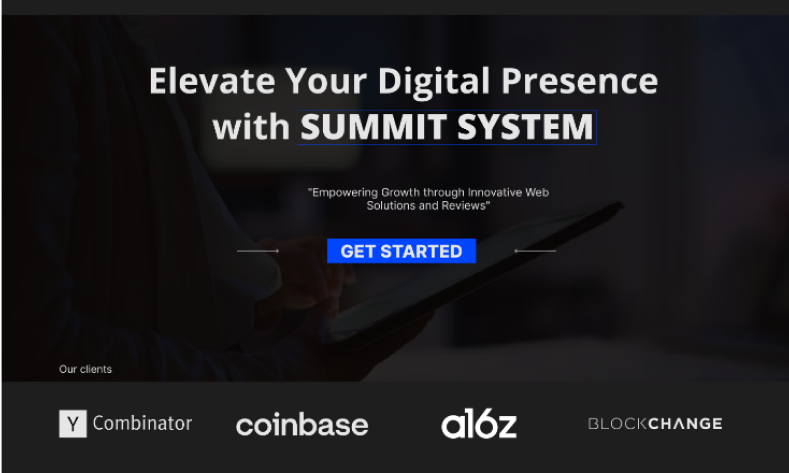 Elevate Your Digital Presence
with SUMMIT SYSTEM
"Empowering Growth through Innovative Web
Solutions and Reviews"
GET STARTED
Our clients
Y Combinator
coinbase
a16z
BLOCKCHANGE